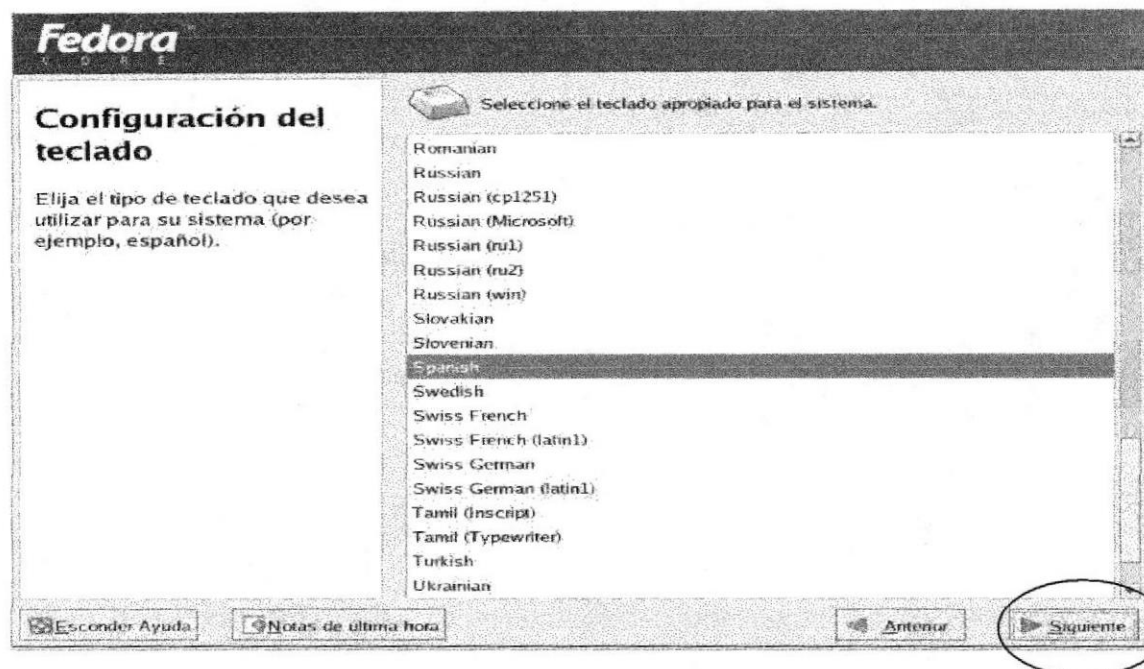 Fedora
CORE
Configuración del
teclado
Elija el tipo de teclado que desea
utilizar para su sistema (por
ejemplo, español).
Seleccione el teclado apropiado para el sistema.
Romanian
Russian
Russian (cp1251)
Russian (Microsoft)
Russian (ru1)
Russian (ru2)
Russian (win)
Slovakian
Slovenian
Spanish
Swedish
Swiss French
Swiss French (latin1)
Swiss German
Swiss German (latin1)
Tamil (Inscript)
Tamil (Typewriter)
Turkish
Ukrainian
Esconder Ayuda
Notas de última hora
Anterior
Siguiente